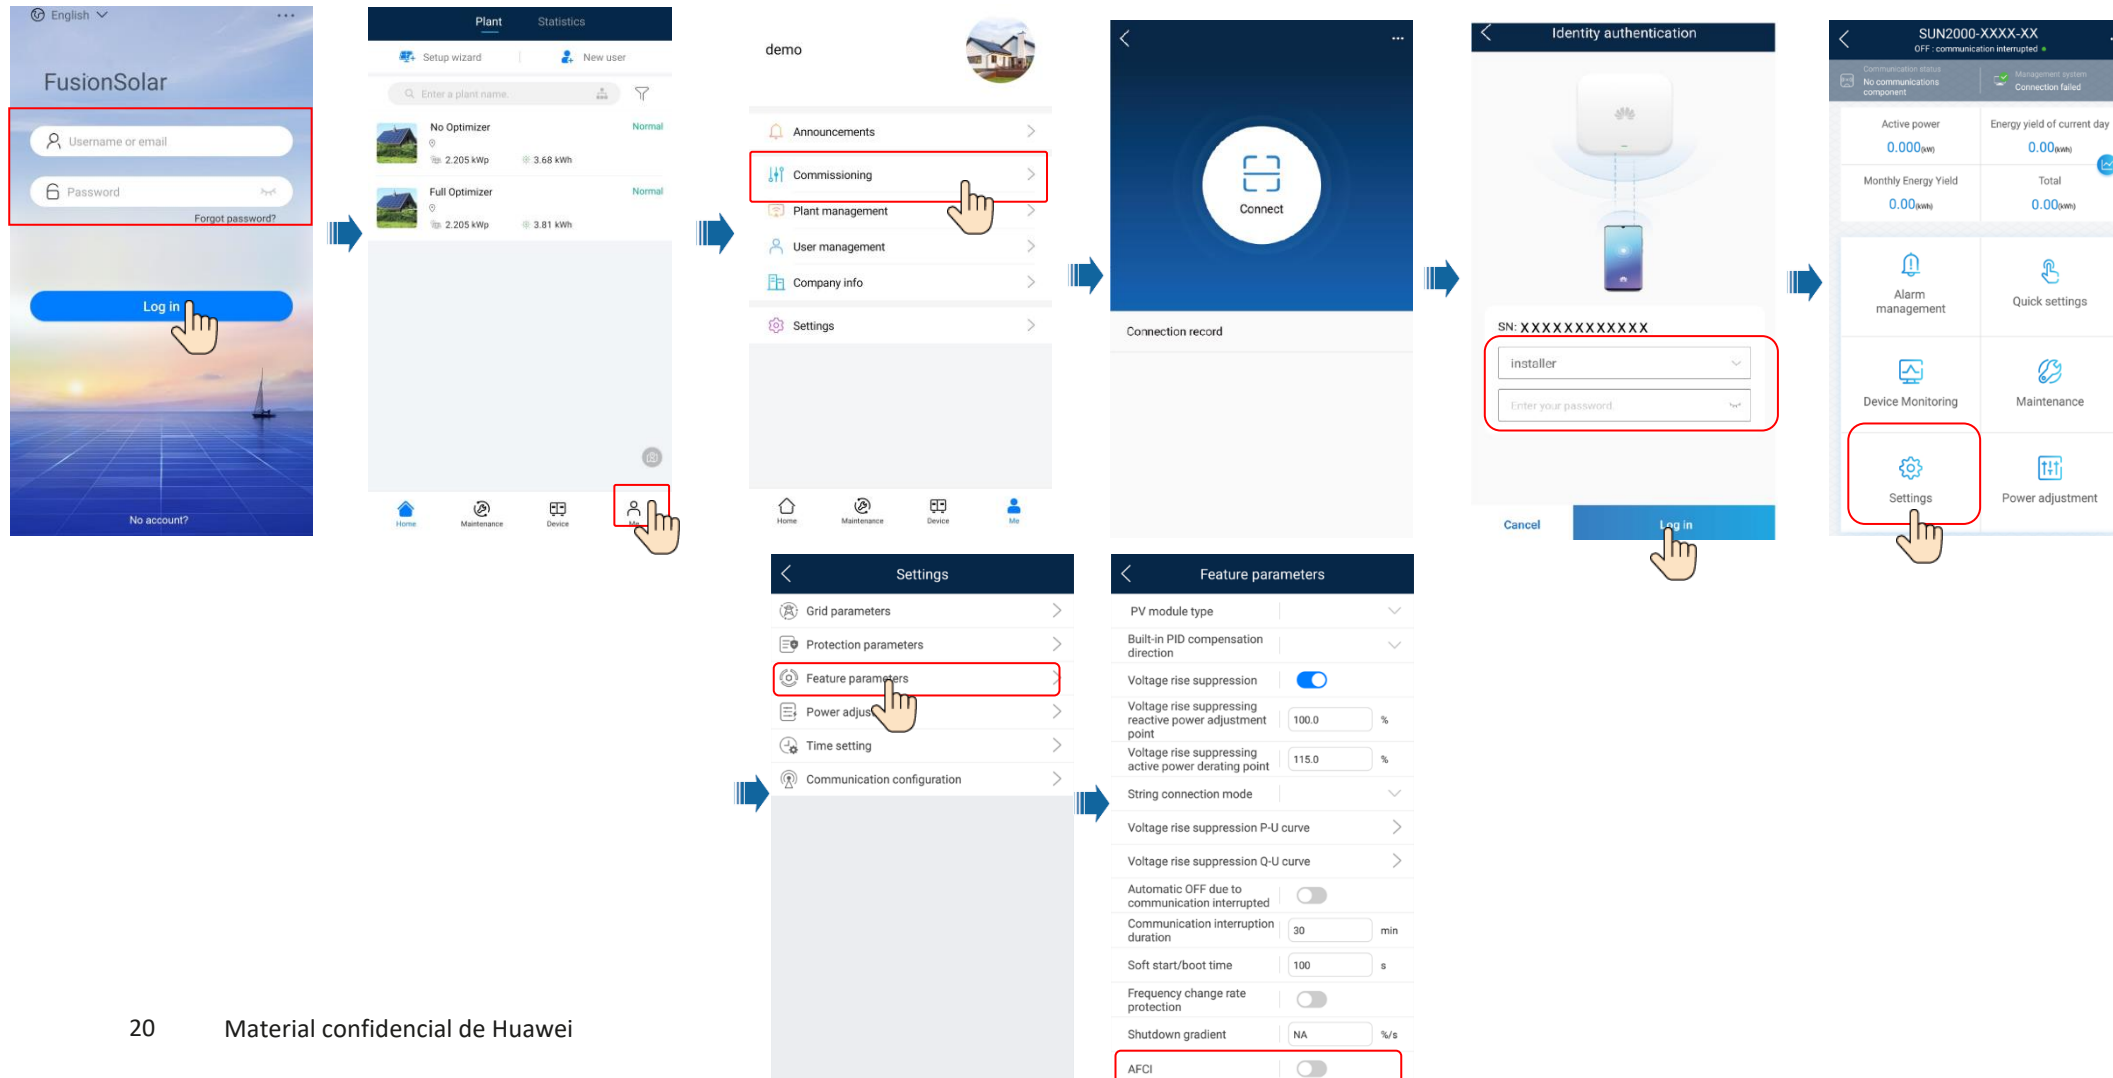 English
FusionSolar
Username or email
Password
Forgot password?
Log in
No account?
Plant Statistics
Setup wizard New user
Enter a plant name.
No Optimizer Normal
2.205 kWp 3.68 kWh
Full Optimizer Normal
2.205 kWp 3.81 kWh
Home Maintenance Device Me
demo
Announcements
Commissioning
Plant management
User management
Company info
Settings
Home Maintenance Device Me
Connect
Connection record
Identity authentication
SN: XXXXXXXXXXXX
installer
Enter your password
Cancel Log in
SUN2000-XXXX-XX
OFF : communication interrupted
Communication status
No communications
component
Management system
Connection failed
Active power Energy yield of current day
0.000(kW) 0.00(kWh)
Monthly Energy Yield Total
0.00(kWh) 0.00(kWh)
Alarm
management
Quick settings
Device Monitoring Maintenance
Settings Power adjustment
Settings
Grid parameters
Protection parameters
Feature parameters
Power adjus
Time setting
Communication configuration
Feature parameters
PV module type
Built-in PID compensation
direction
Voltage rise suppression
Voltage rise suppressing
reactive power adjustment
point
100.0 %
Voltage rise suppressing
active power derating point
115.0 %
String connection mode
Voltage rise suppression P-U curve
Voltage rise suppression Q-U curve
Automatic OFF due to
communication interrupted
Communication interruption
duration
30 min
Soft start/boot time 100 s
Frequency change rate
protection
Shutdown gradient NA %/s
AFCI
20 Material confidencial de Huawei